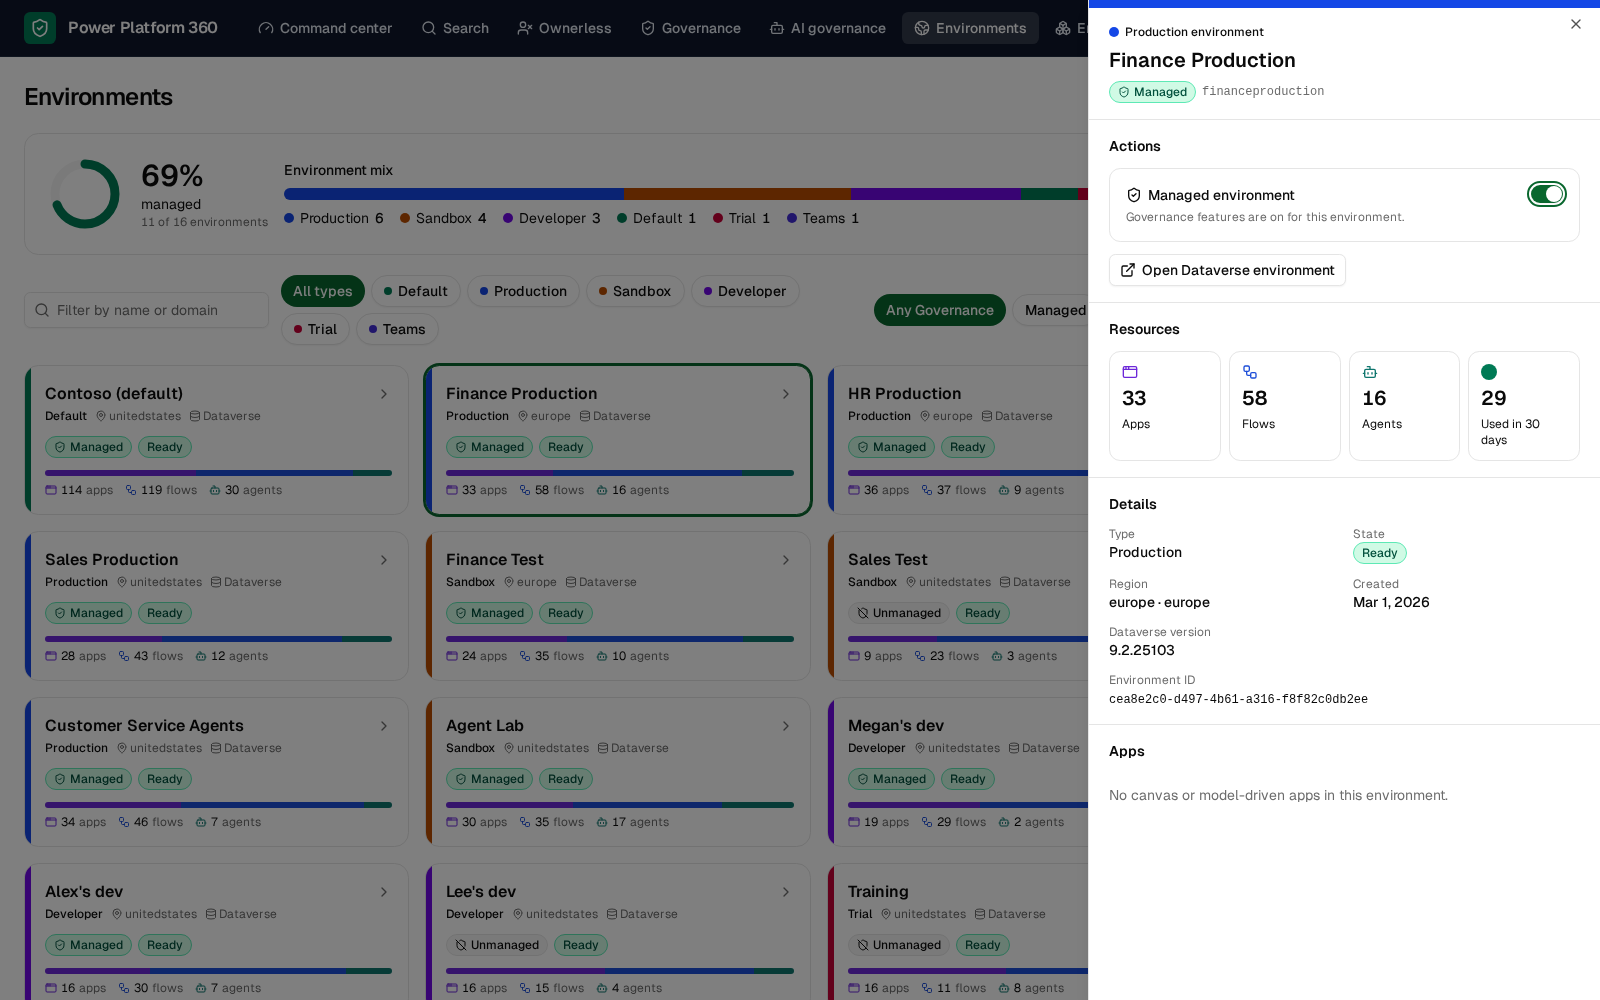 Power Platform 360
Command center
Search
Ownerless
Governance
AI governance
Environments
Environments
69%
managed
11 of 16 environments
Environment mix
Production 6
Sandbox 4
Developer 3
Default 1
Trial 1
Teams 1
Filter by name or domain
All types
Default
Production
Sandbox
Developer
Trial
Teams
Any Governance
Managed
Contoso (default)
Default unitedstates Dataverse
Managed Ready
114 apps 119 flows 30 agents
Finance Production
Production europe Dataverse
Managed Ready
33 apps 58 flows 16 agents
HR Production
Production europe Dataverse
Managed Ready
36 apps 37 flows 9 agents
Sales Production
Production unitedstates Dataverse
Managed Ready
28 apps 43 flows 12 agents
Finance Test
Sandbox europe Dataverse
Managed Ready
24 apps 35 flows 10 agents
Sales Test
Sandbox unitedstates Dataverse
Unmanaged Ready
9 apps 23 flows 3 agents
Customer Service Agents
Production unitedstates Dataverse
Managed Ready
34 apps 46 flows 7 agents
Agent Lab
Sandbox unitedstates Dataverse
Managed Ready
30 apps 35 flows 17 agents
Megan's dev
Developer unitedstates Dataverse
Managed Ready
19 apps 29 flows 2 agents
Alex's dev
Developer unitedstates Dataverse
Managed Ready
16 apps 30 flows 7 agents
Lee's dev
Developer unitedstates Dataverse
Unmanaged Ready
16 apps 15 flows 4 agents
Training
Trial unitedstates Dataverse
Unmanaged Ready
16 apps 11 flows 8 agents
Production environment
Finance Production
Managed financeproduction
Actions
Managed environment
Governance features are on for this environment.
Open Dataverse environment
Resources
33
Apps
58
Flows
16
Agents
29
Used in 30
days
Details
Type
Production
State
Ready
Region
europe · europe
Created
Mar 1, 2026
Dataverse version
9.2.25103
Environment ID
cea8e2c0-d497-4b61-a316-f8f82c0db2ee
Apps
No canvas or model-driven apps in this environment.